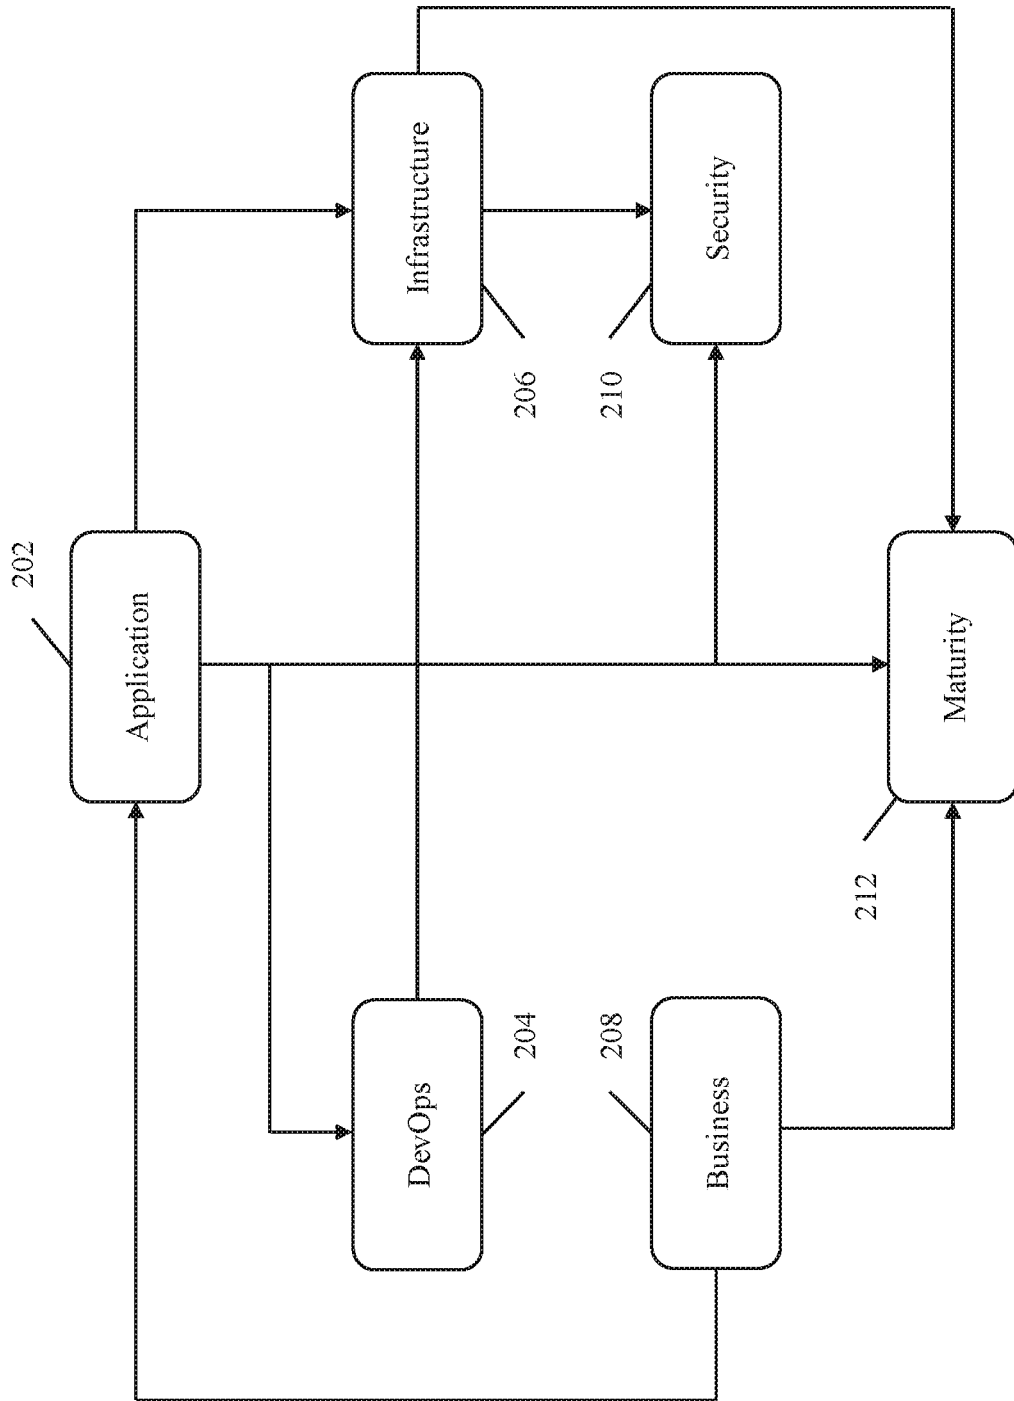 202
Application
DevOps
Infrastructure
204
206
208
210
Business
Security
212
Maturity